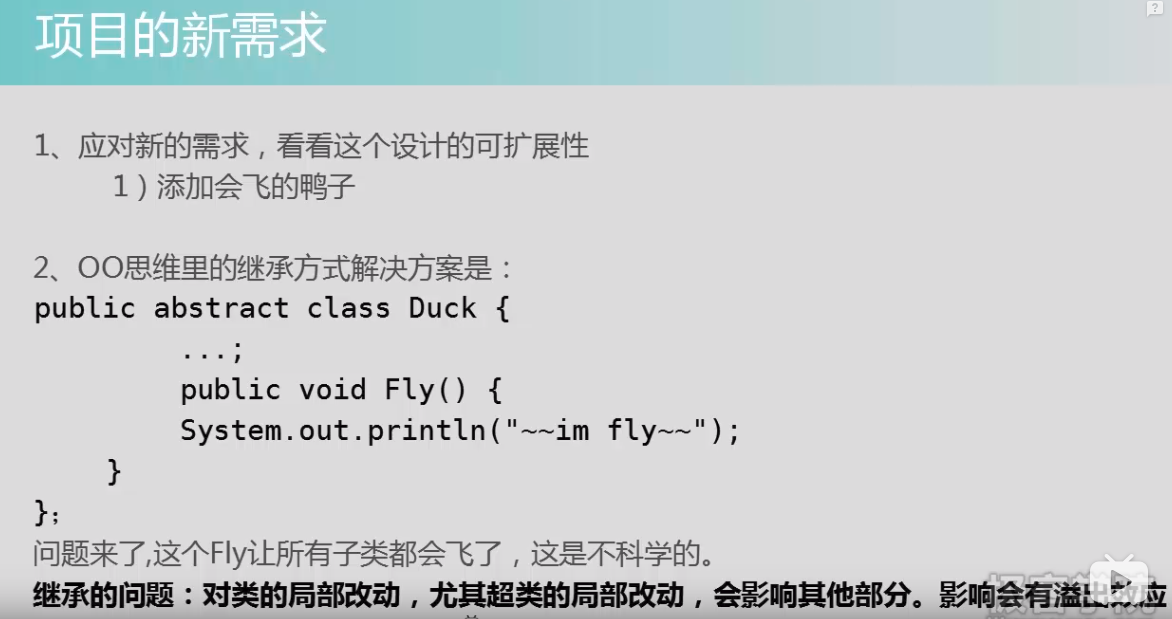 项目的新需求
1、应对新的需求，看看这个设计的可扩展性
1）添加会飞的鸭子
2、OO思维里的继承方式解决方案是：
public abstract class Duck {
...;
public void Fly() {
System.out.println("~~im fly~~");
}
};
问题来了,这个Fly让所有子类都会飞了，这是不科学的。
继承的问题：对类的局部改动，尤其超类的局部改动，会影响其他部分。影响会有溢出效应